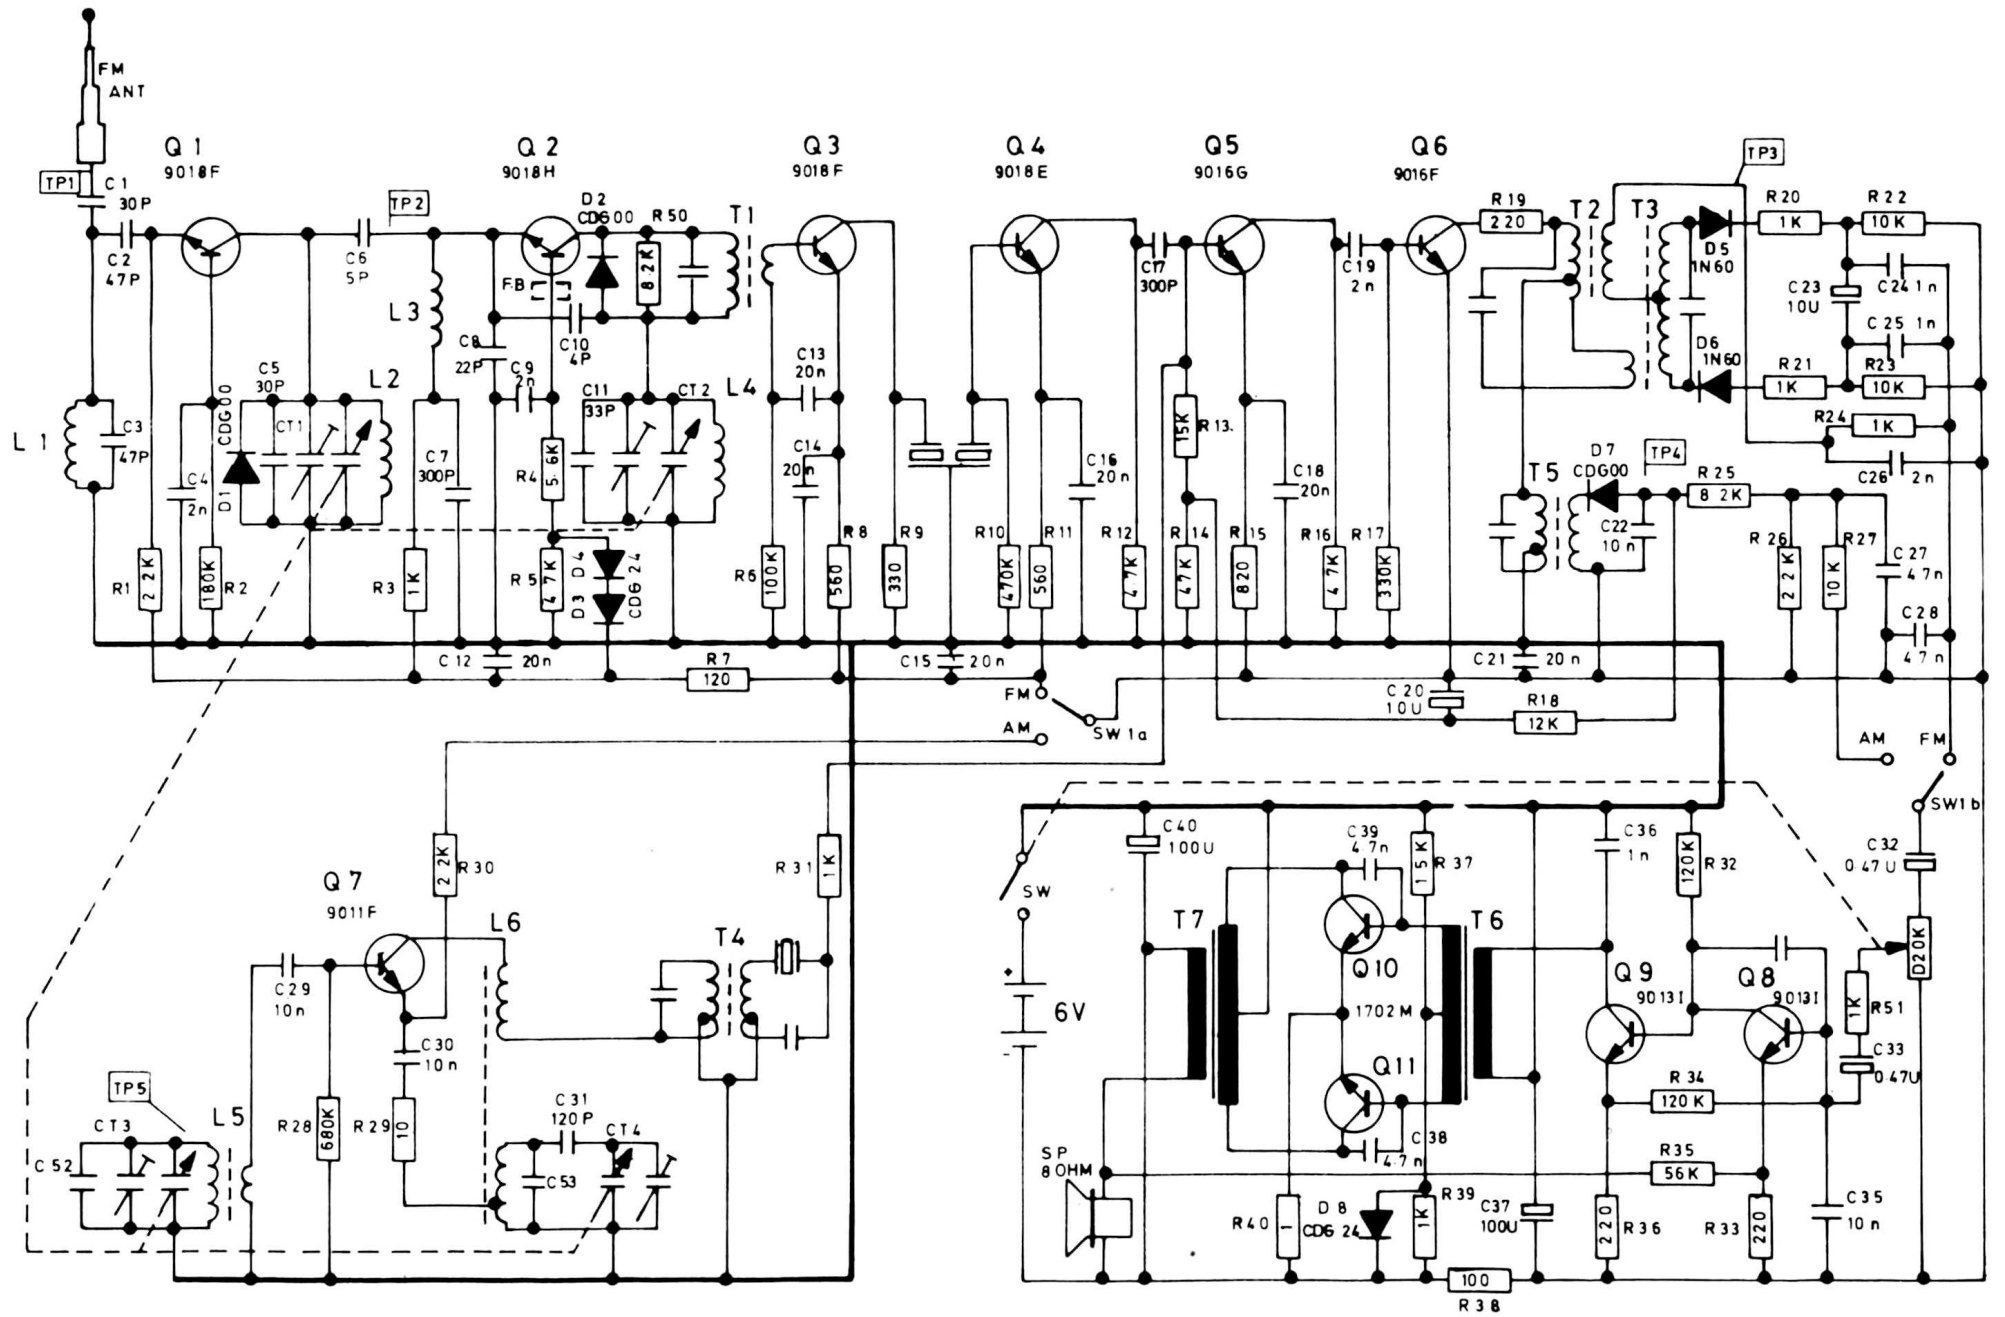 FM
ANT
TP1
C1
30P
C2
47P
Q1
9018F
C6
5P
TP2
Q2
9018H
D2
CDG00
R50
8.2K
T1
Q3
9018F
Q4
9018E
C17
300P
Q5
9016G
C19
2n
Q6
9016F
R19
220
T2
T3
TP3
D5
1N60
R20
1K
R22
10K
C23
10U
C24 1n
C25 1n
D6
1N60
R21
1K
R23
10K
R24
1K
C26 2n
FB
C10
4P
L3
C8
22P
C9
2n
L1
C3
47P
C4
2n
C5
30P
CDG00
D1
CT1
L2
C7
300P
R4
5.6K
C11
33P
CT2
L4
C13
20n
C14
20n
R13.
15K
C16
20n
C18
20n
T5
D7
CDG00
TP4
R25
8.2K
C22
10n
R1
2.2K
180K
R2
R3
1K
R5
4.7K
D3 D4
CDG 24
R6
100K
R8
560
R9
330
R10
470K
R11
560
R12
4.7K
R14
47K
R15
820
R16
4.7K
R17
330K
R26
2.2K
R27
10K
C27
4.7n
C28
4.7n
C12 20n
R7
120
C15 20n
C21 20n
FM
AM
SW1a
C20
10U
R18
12K
AM FM
SW1b
C32
0.47U
D20K
R30
2.2K
R31
1K
Q7
9011F
L6
T4
C29
10n
C30
10n
R28
680K
R29
10
C31
120P
CT4
C53
TP5
CT3
L5
C52
SW
+
6V
-
C40
100U
T7
C39
4.7n
Q10
1702M
Q11
C38
4.7n
R37
1.5K
T6
C36
1n
R32
120K
Q9
9013I
Q8
9013I
R51
1K
C33
0.47U
R34
120K
R35
56K
SP
8OHM
R40
1
D8
CDG 24
R39
1K
C37
100U
R36
220
R33
220
C35
10n
100
R38